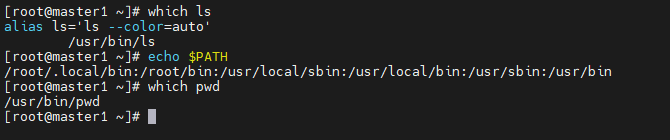 [root@master1 ~]# which ls
alias ls='ls --color=auto'
        /usr/bin/ls
[root@master1 ~]# echo $PATH
/root/.local/bin:/root/bin:/usr/local/sbin:/usr/local/bin:/usr/sbin:/usr/bin
[root@master1 ~]# which pwd
/usr/bin/pwd
[root@master1 ~]#